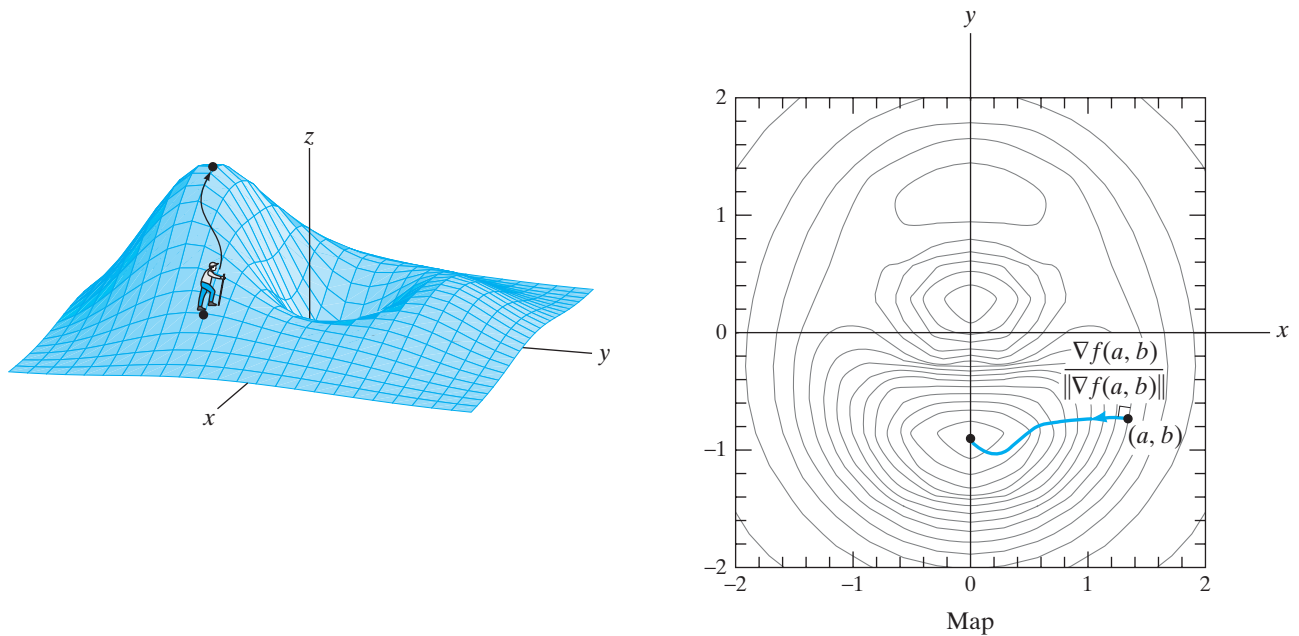 z
y
x
y
2
1
0
x
∇f(a, b)
‖∇f(a, b)‖
(a, b)
–1
–2
–2 –1 0 1 2
Map